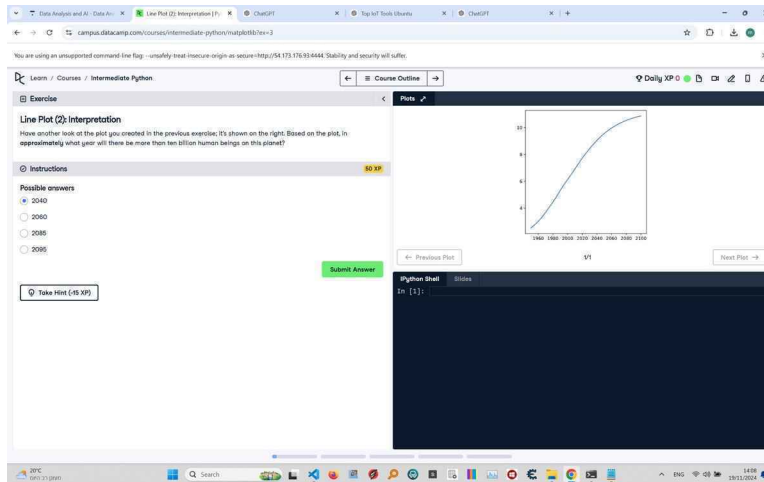 Data Analysis and AI - Data An
Line Plot (2): Interpretation | Py
ChatGPT
Top IoT Tools Ubuntu
ChatGPT
campus.datacamp.com/courses/intermediate-python/matplotlib?ex=3
You are using an unsupported command-line flag: --unsafely-treat-insecure-origin-as-secure=http://54.173.176.93:4444. Stability and security will suffer.
Learn / Courses / Intermediate Python
Course Outline
Daily XP 0
Exercise
Line Plot (2): Interpretation
Have another look at the plot you created in the previous exercise; it's shown on the right. Based on the plot, in
approximately what year will there be more than ten billion human beings on this planet?
Instructions
50 XP
Possible answers
2040
2060
2085
2095
Submit Answer
Take Hint (-15 XP)
Plots
10
8
6
4
1960 1980 2000 2020 2040 2060 2080 2100
← Previous Plot
1/1
Next Plot →
IPython Shell
Slides
In [1]:
20°C
Search
ENG
14:08
19/11/2024